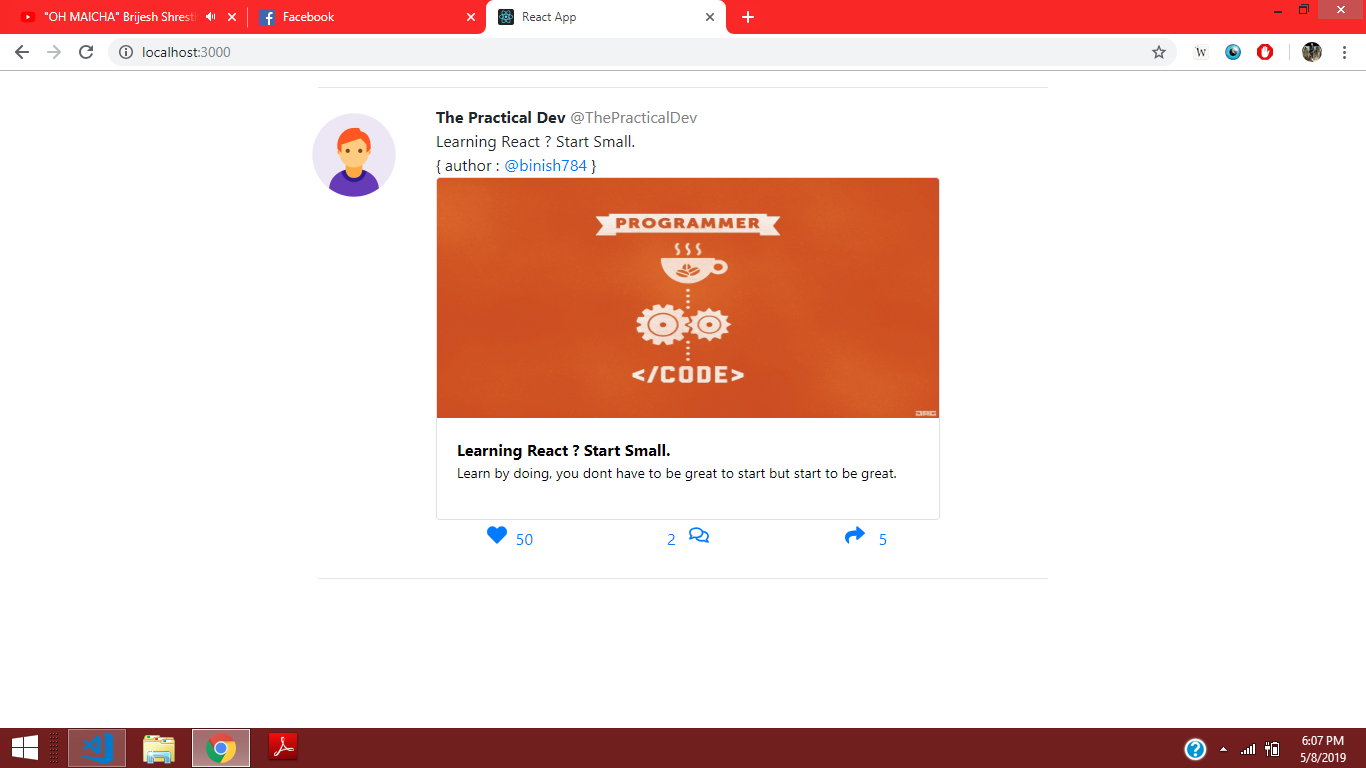 "OH MAICHA" Brijesh Shrest
Facebook
React App
localhost:3000
W
The Practical Dev @ThePracticalDev
Learning React ? Start Small.
{ author : @binish784 }
PROGRAMMER
</CODE>
Learning React ? Start Small.
Learn by doing, you dont have to be great to start but start to be great.
50
2
5
6:07 PM
5/8/2019